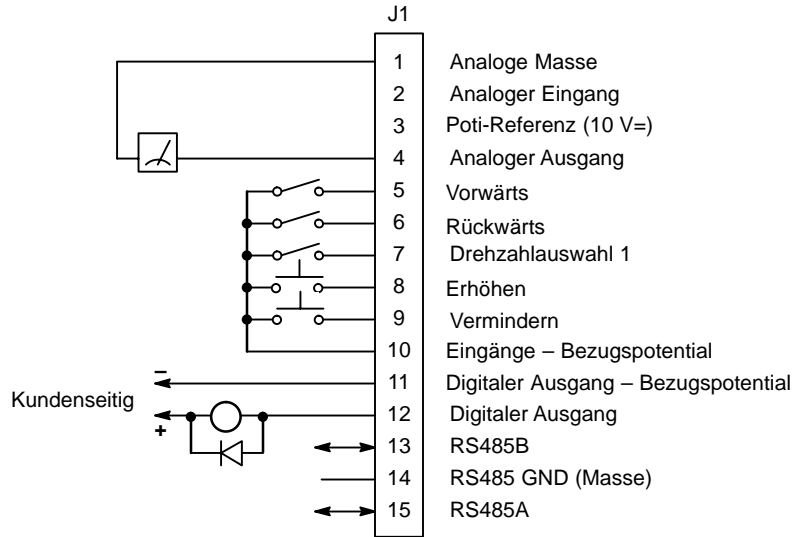 J1
1 Analoge Masse
2 Analoger Eingang
3 Poti-Referenz (10 V=)
4 Analoger Ausgang
5 Vorwärts
6 Rückwärts
7 Drehzahlauswahl 1
8 Erhöhen
9 Vermindern
10 Eingänge – Bezugspotential
– 11 Digitaler Ausgang – Bezugspotential
Kundenseitig
12 Digitaler Ausgang
+
13 RS485B
14 RS485 GND (Masse)
15 RS485A